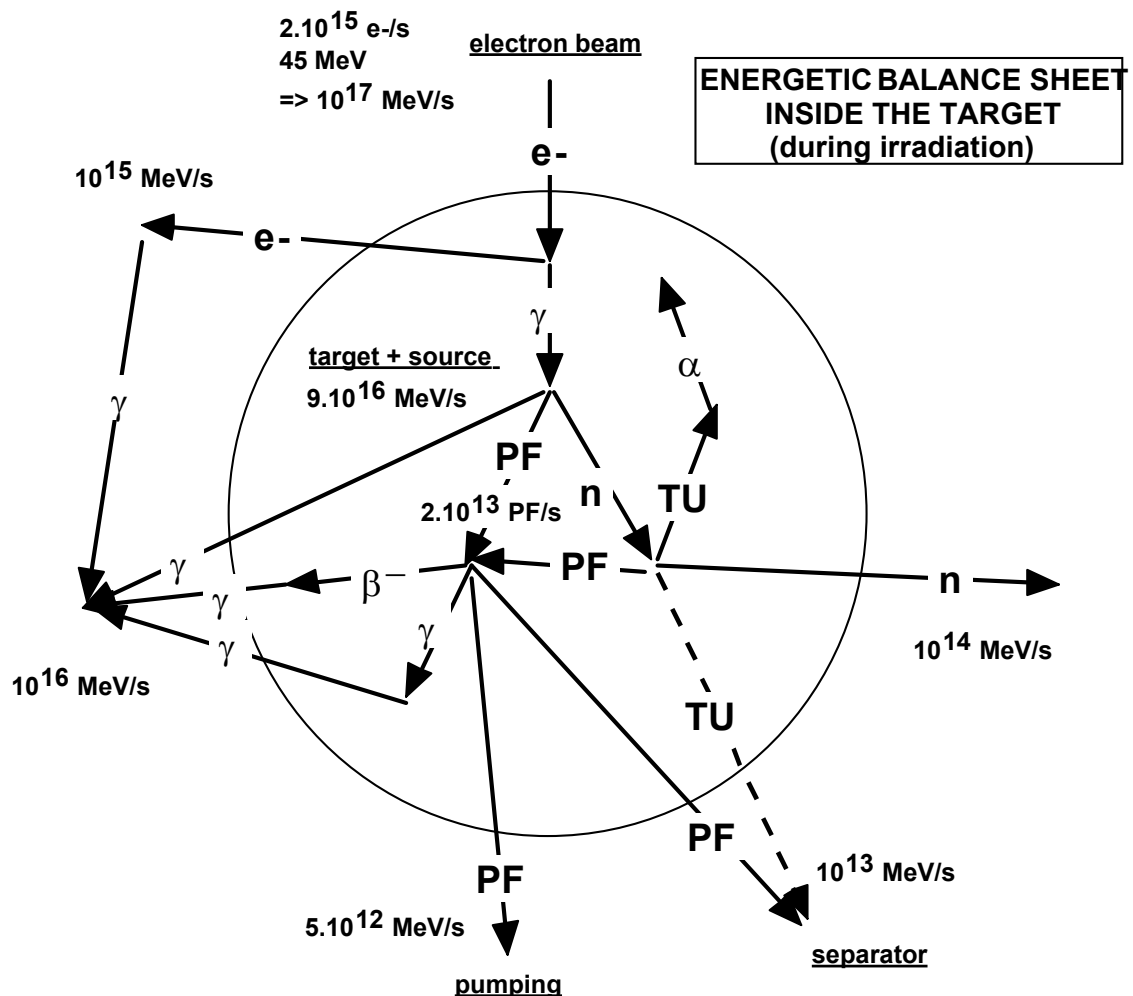 2.10¹⁵ e-/s
45 MeV
=> 10¹⁷ MeV/s
electron beam
ENERGETIC BALANCE SHEET
INSIDE THE TARGET
(during irradiation)
e-
10¹⁵ MeV/s
e-
γ
α
target + source
9.10¹⁶ MeV/s
γ
PF
n
TU
2.10¹³ PF/s
γ
PF
β⁻
n
γ
γ
γ
10¹⁴ MeV/s
10¹⁶ MeV/s
TU
PF
PF
10¹³ MeV/s
5.10¹² MeV/s
separator
pumping